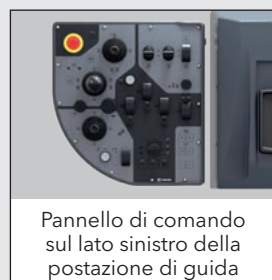 Pannello di comando
sul lato sinistro della
postazione di guida